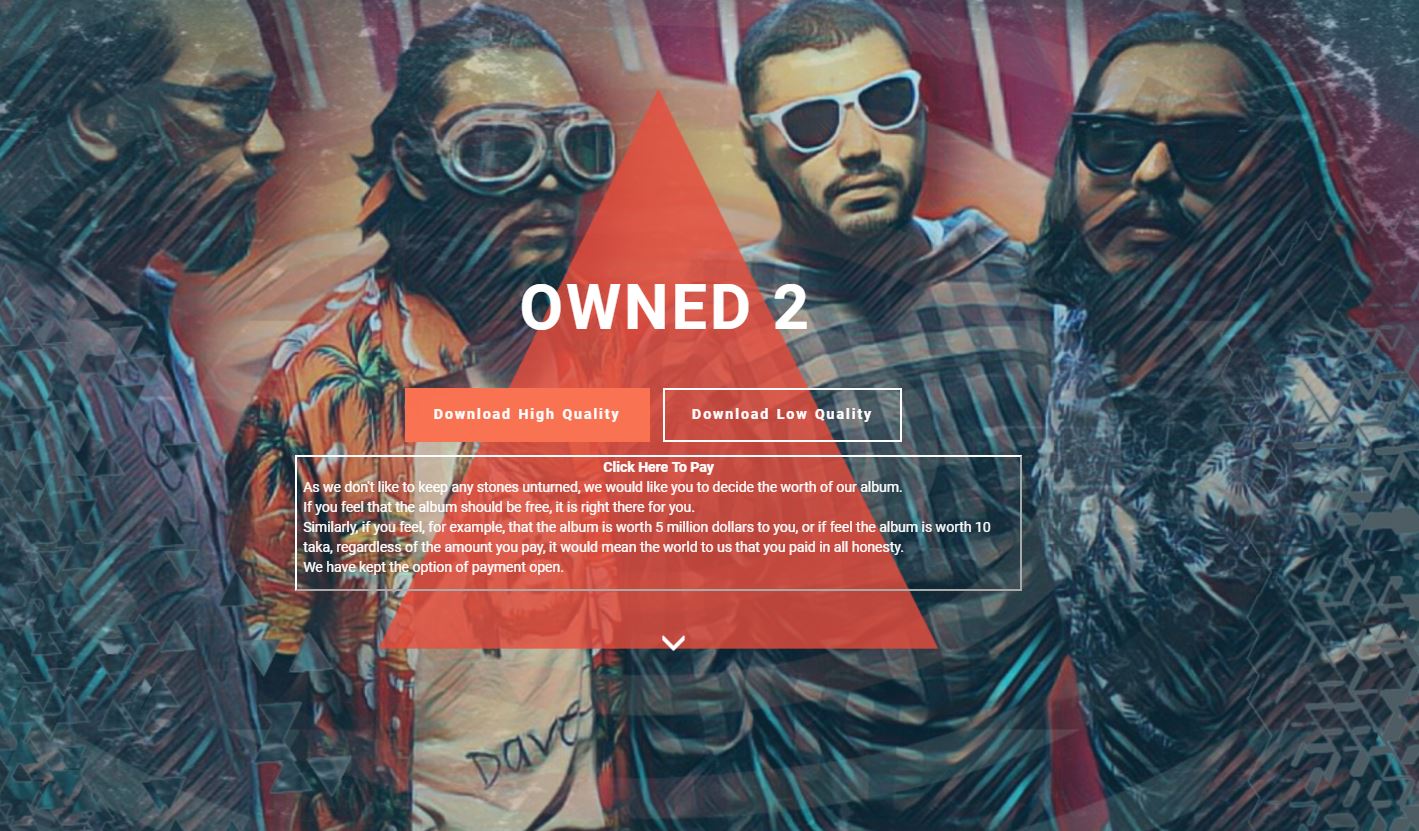 OWNED 2
Download High Quality
Download Low Quality
Click Here To Pay
As we don't like to keep any stones unturned, we would like you to decide the worth of our album.
If you feel that the album should be free, it is right there for you.
Similarly, if you feel, for example, that the album is worth 5 million dollars to you, or if feel the album is worth 10
taka, regardless of the amount you pay, it would mean the world to us that you paid in all honesty.
We have kept the option of payment open.
Dave